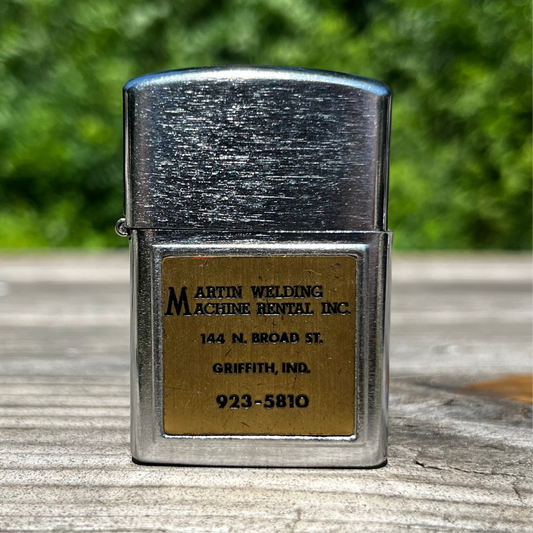 MARTIN WELDING
MACHINE RENTAL INC.
144 N. BROAD ST.
GRIFFITH, IND.
923-5810